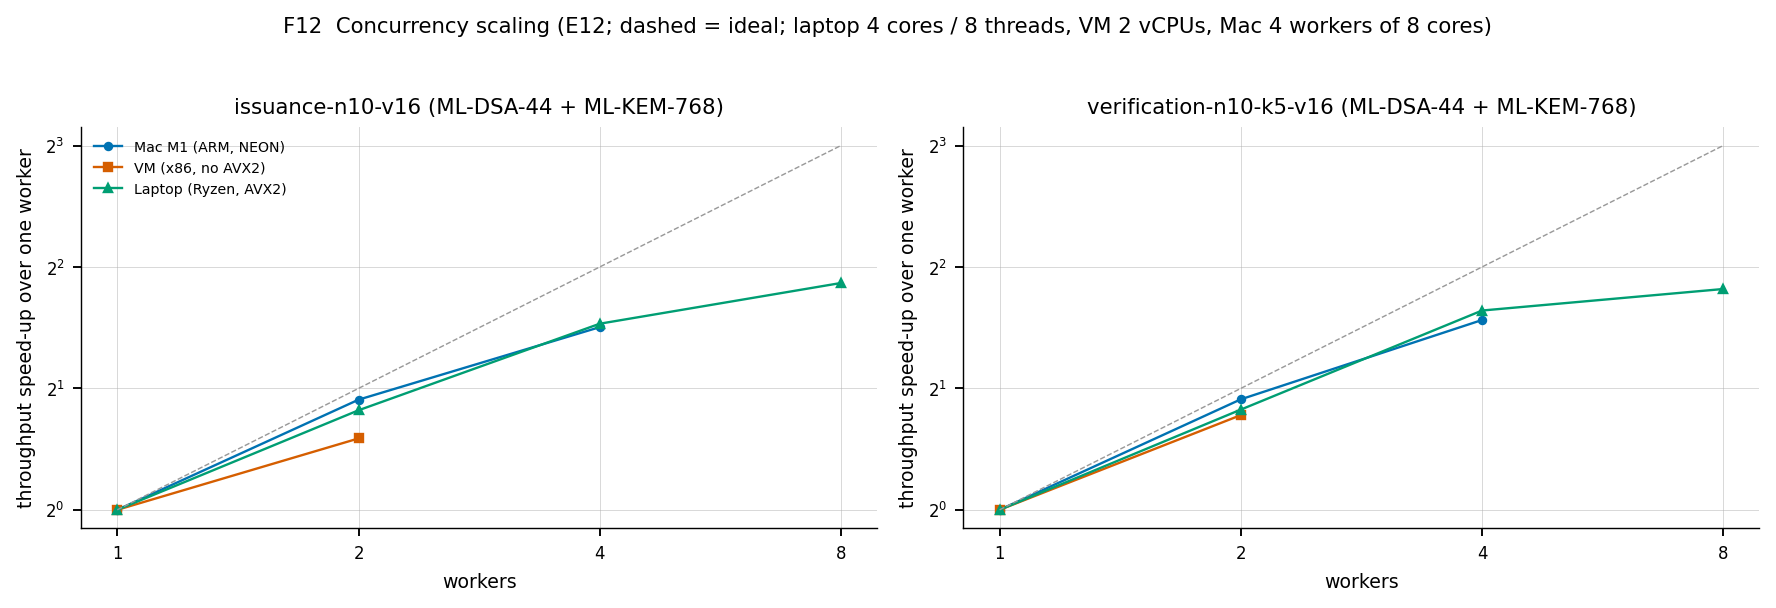 F12  Concurrency scaling (E12; dashed = ideal; laptop 4 cores / 8 threads, VM 2 vCPUs, Mac 4 workers of 8 cores)
issuance-n10-v16 (ML-DSA-44 + ML-KEM-768)
throughput speed-up over one worker
2³
2²
2¹
2⁰
Mac M1 (ARM, NEON)
VM (x86, no AVX2)
Laptop (Ryzen, AVX2)
1 2 4 8
workers
verification-n10-k5-v16 (ML-DSA-44 + ML-KEM-768)
throughput speed-up over one worker
2³
2²
2¹
2⁰
1 2 4 8
workers